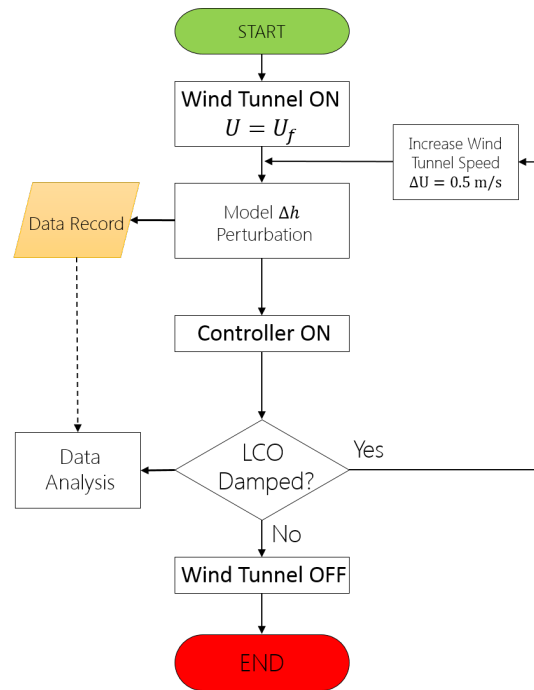 START
Wind Tunnel ON
U = U_f
Increase Wind
Tunnel Speed
ΔU = 0.5 m/s
Model Δh
Perturbation
Data Record
Controller ON
LCO
Damped?
Yes
Data
Analysis
No
Wind Tunnel OFF
END